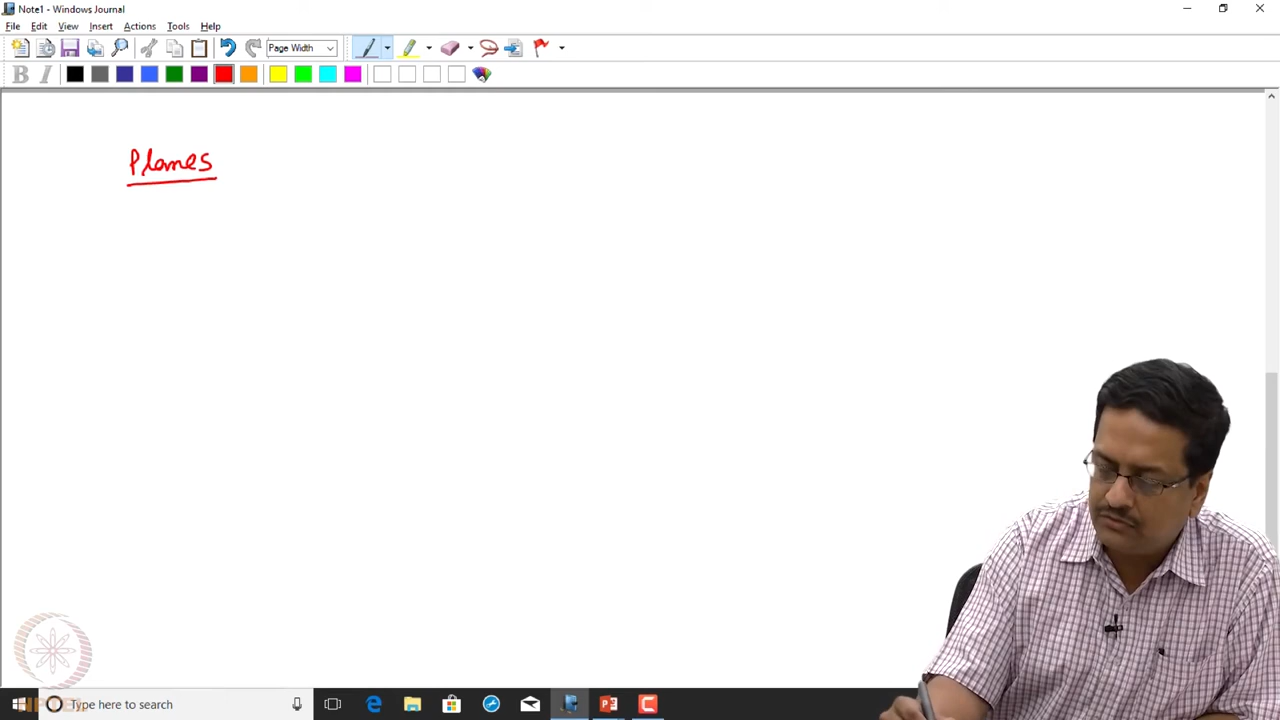 Note1 - Windows Journal
File Edit View Insert Actions Tools Help
Page Width
B I
Planes
Type here to search